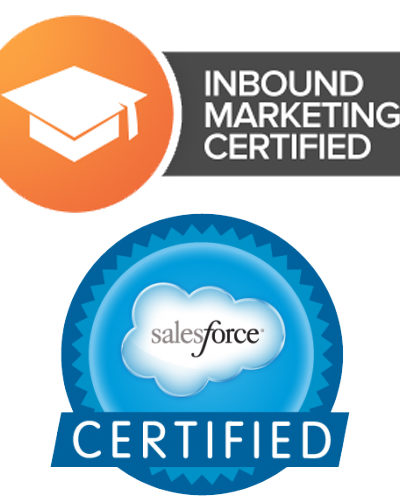 INBOUND
MARKETING
CERTIFIED
salesforce
CERTIFIED